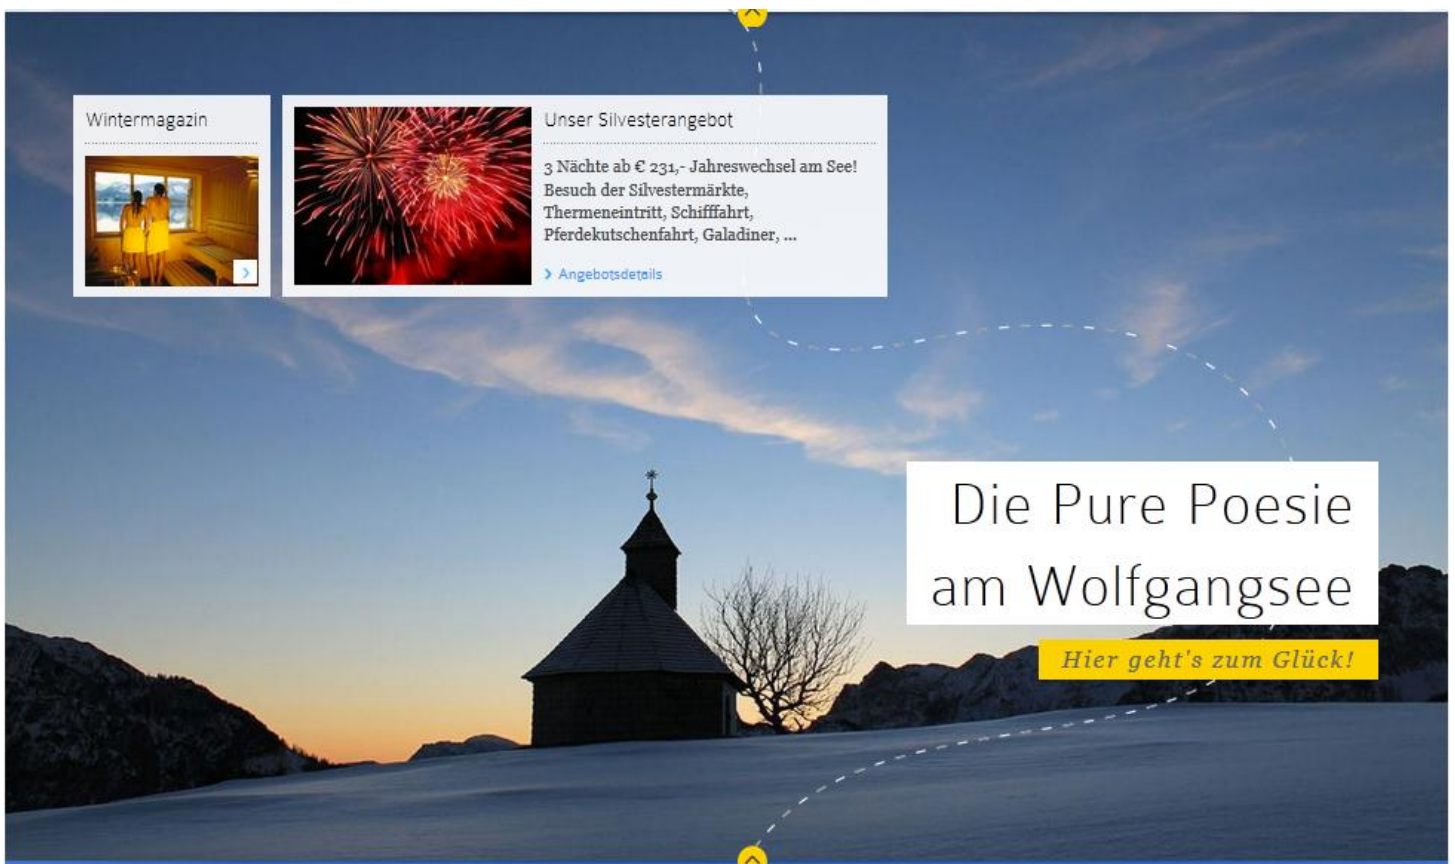 Wintermagazin
Unser Silvesterangebot
3 Nächte ab € 231,- Jahreswechsel am See!
Besuch der Silvestermärkte,
Thermeneintritt, Schifffahrt,
Pferdekutschenfahrt, Galadiner, ...
Angebotsdetails
Die Pure Poesie
am Wolfgangsee
Hier geht's zum Glück!